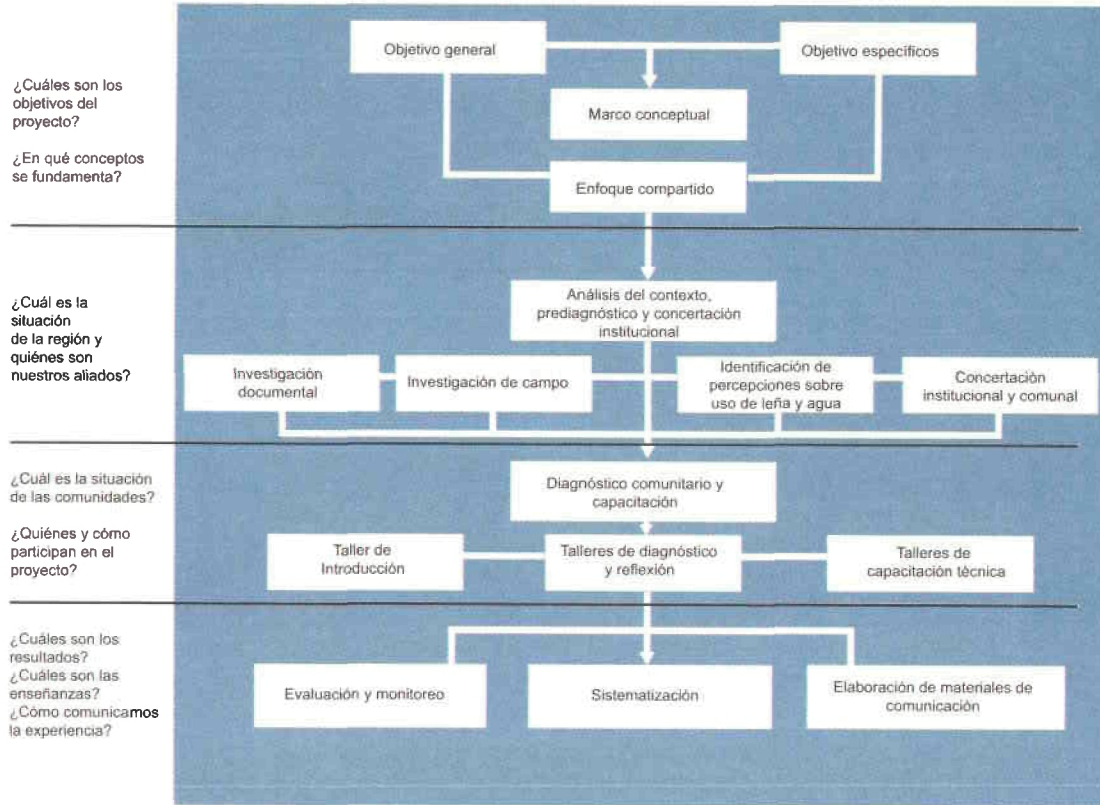 ¿Cuáles son los
objetivos del
proyecto?
¿En qué conceptos
se fundamenta?
Objetivo general
Objetivo específicos
Marco conceptual
Enfoque compartido
¿Cuál es la
situación
de la región y
quiénes son
nuestros aliados?
Análisis del contexto,
prediagnóstico y concertación
institucional
Investigación
documental
Investigación de campo
Identificación de
percepciones sobre
uso de leña y agua
Concertación
institucional y comunal
¿Cuál es la situación
de las comunidades?
¿Quiénes y cómo
participan en el
proyecto?
Diagnóstico comunitario y
capacitación
Taller de
Introducción
Talleres de diagnóstico
y reflexión
Talleres de
capacitación técnica
¿Cuáles son los
resultados?
¿Cuáles son las
enseñanzas?
¿Cómo comunicamos
la experiencia?
Evaluación y monitoreo
Sistematización
Elaboración de materiales de
comunicación